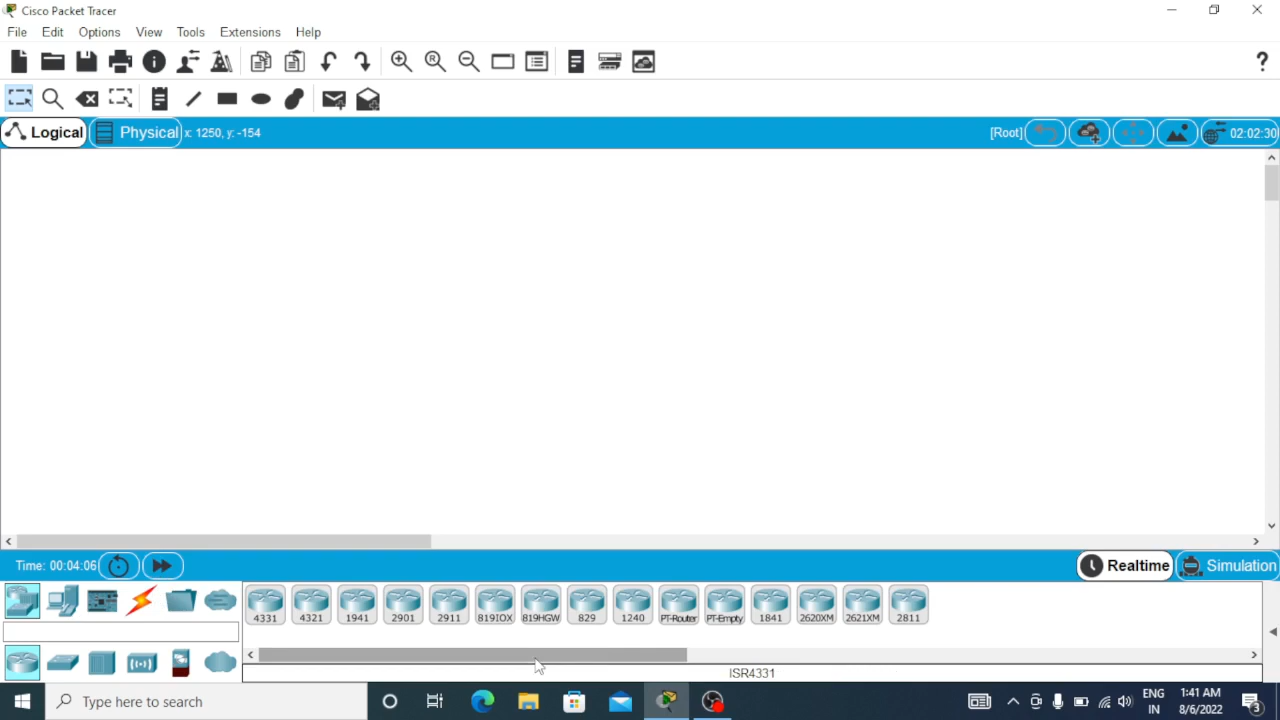 Cisco Packet Tracer
File Edit Options View Tools Extensions Help
Logical Physical x: 1250, y: -154 [Root] 02:02:30
Time: 00:04:06 Realtime Simulation
4331 4321 1941 2901 2911 819IOX 819HGW 829 1240 PT-Router PT-Empty 1841 2620XM 2621XM 2811
ISR4331
Type here to search
ENG
IN
1:41 AM
8/6/2022
3